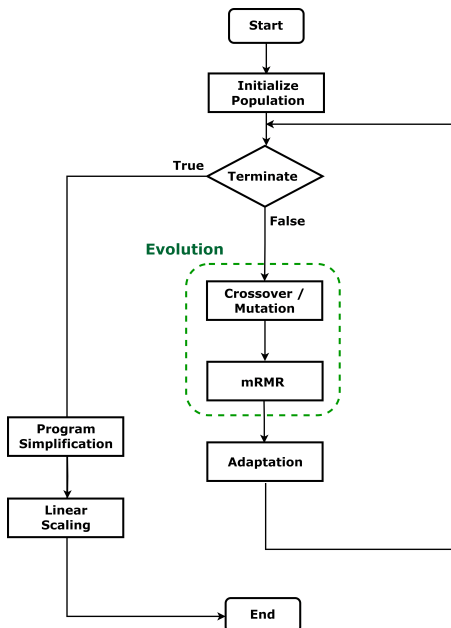 Start
Initialize
Population
True
Terminate
False
Evolution
Crossover /
Mutation
mRMR
Program
Simplification
Adaptation
Linear
Scaling
End